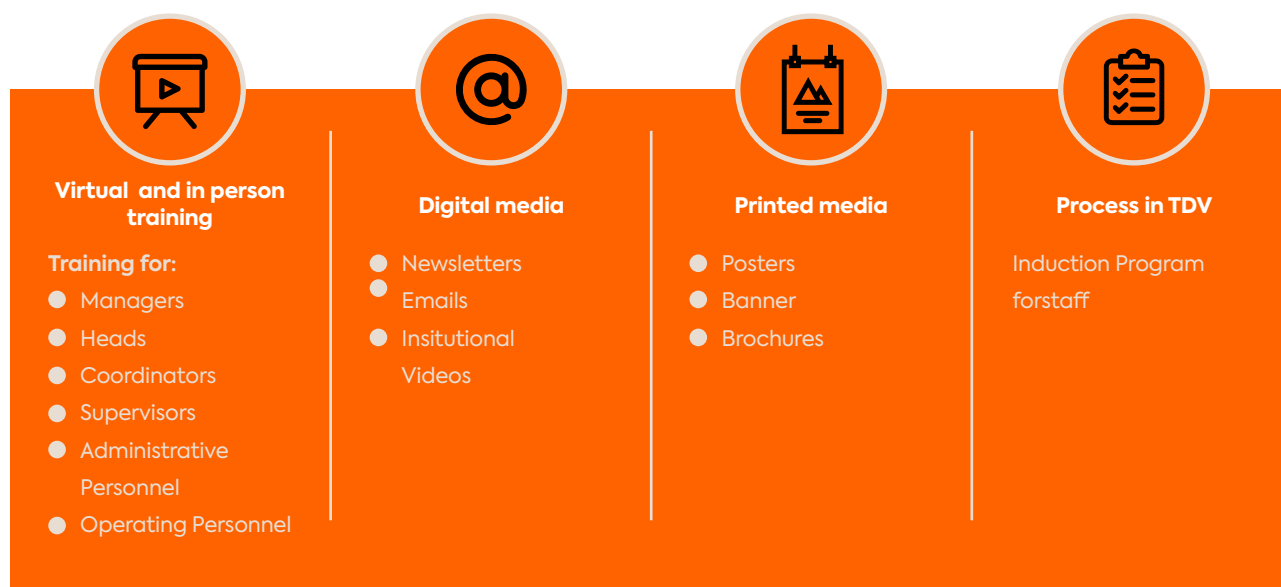 Virtual and in person
training
Training for:
Managers
Heads
Coordinators
Supervisors
Administrative
Personnel
Operating Personnel
Digital media
Newsletters
Emails
Insitutional
Videos
Printed media
Posters
Banner
Brochures
Process in TDV
Induction Program
forstaff